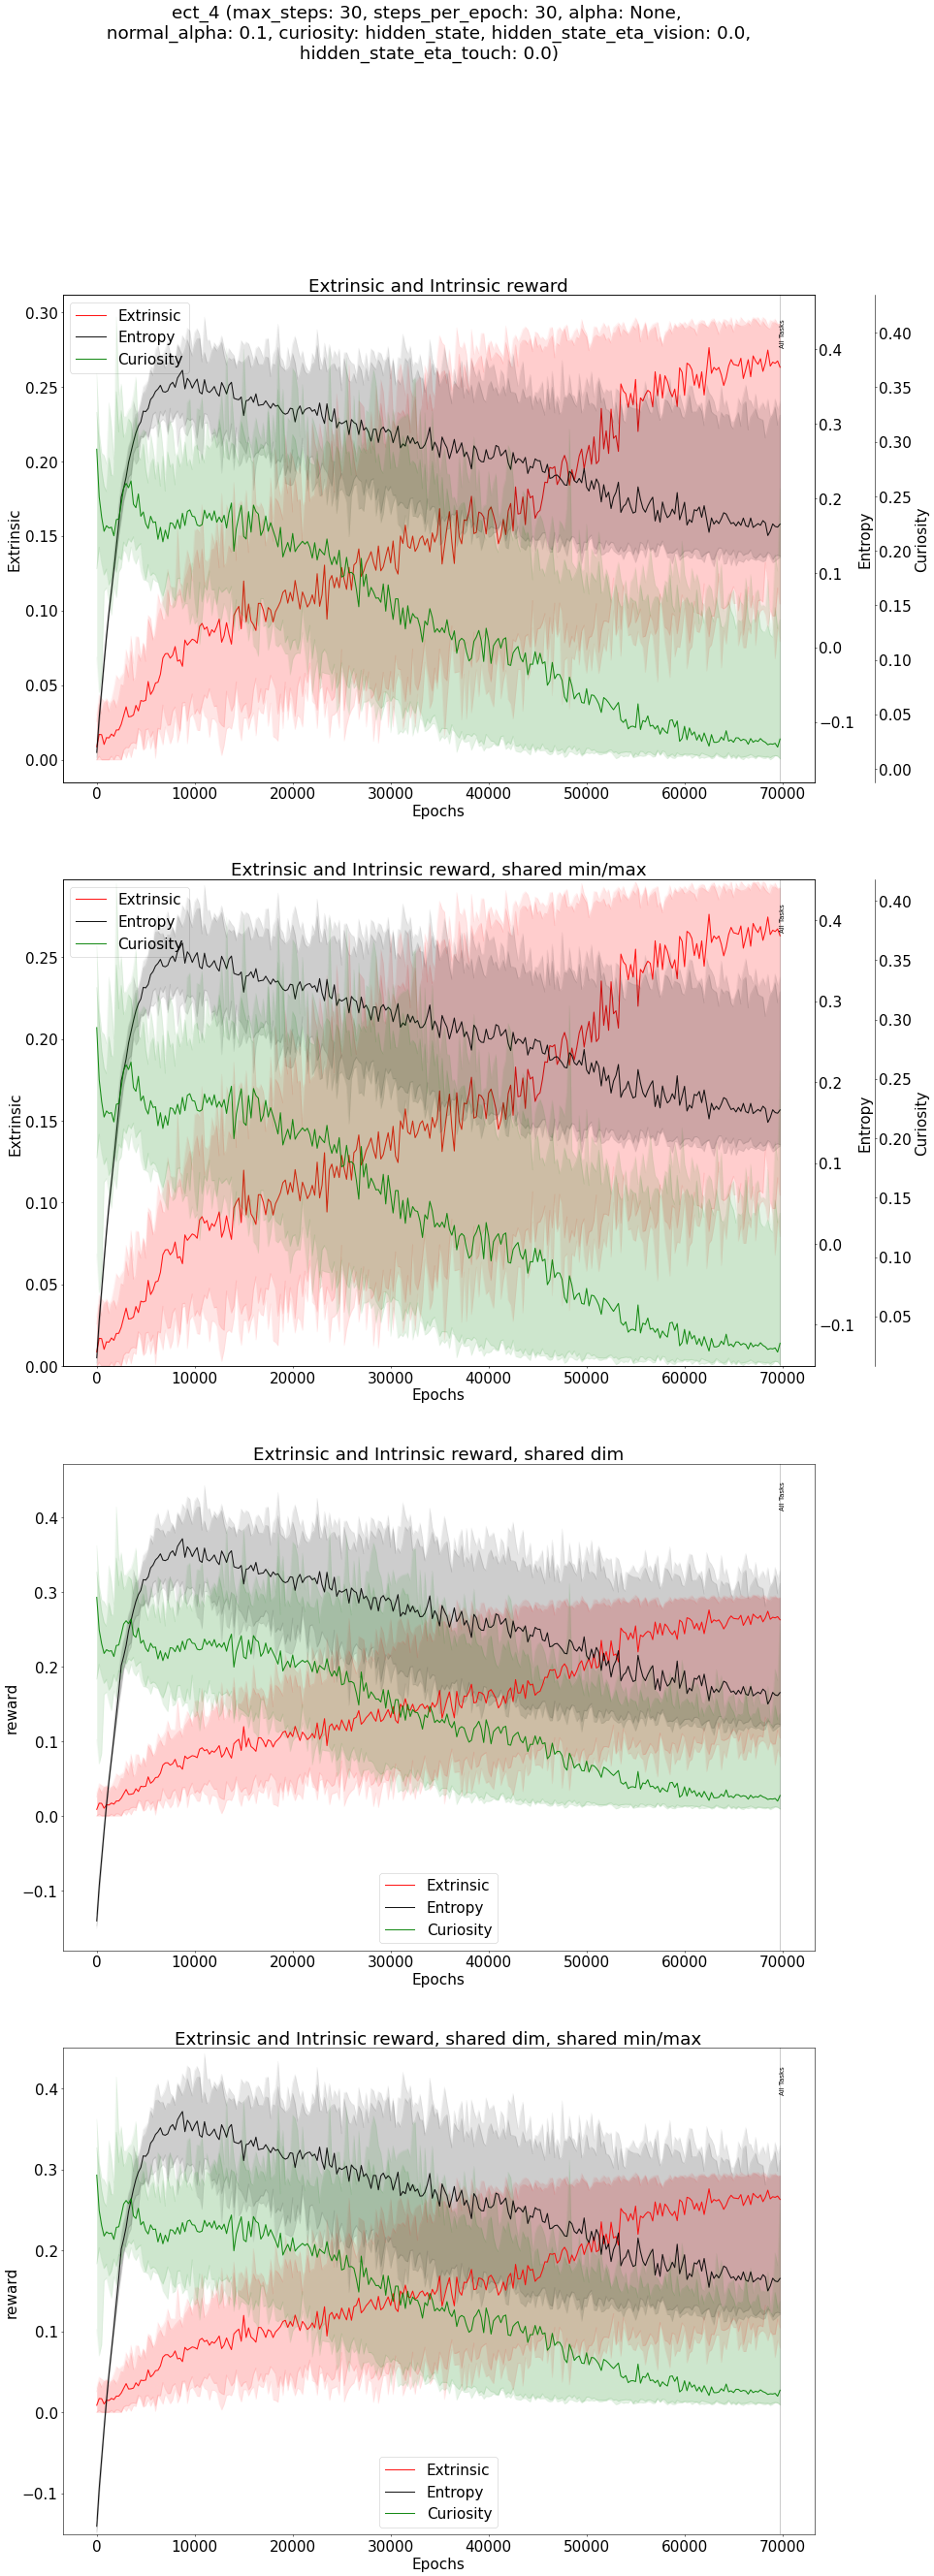 ect_4 (max_steps: 30, steps_per_epoch: 30, alpha: None,
normal_alpha: 0.1, curiosity: hidden_state, hidden_state_eta_vision: 0.0,
hidden_state_eta_touch: 0.0)
Extrinsic and Intrinsic reward
Extrinsic
Entropy
Curiosity
All Tasks
0.30
0.25
0.20
0.15
0.10
0.05
0.00
Extrinsic
0.4
0.3
0.2
0.1
0.0
−0.1
Entropy
0.40
0.35
0.30
0.25
0.20
0.15
0.10
0.05
0.00
Curiosity
0 10000 20000 30000 40000 50000 60000 70000
Epochs
Extrinsic and Intrinsic reward, shared min/max
Extrinsic
Entropy
Curiosity
All Tasks
0.25
0.20
0.15
0.10
0.05
0.00
Extrinsic
0.4
0.3
0.2
0.1
0.0
−0.1
Entropy
0.40
0.35
0.30
0.25
0.20
0.15
0.10
0.05
Curiosity
0 10000 20000 30000 40000 50000 60000 70000
Epochs
Extrinsic and Intrinsic reward, shared dim
All Tasks
0.4
0.3
0.2
0.1
0.0
−0.1
reward
Extrinsic
Entropy
Curiosity
0 10000 20000 30000 40000 50000 60000 70000
Epochs
Extrinsic and Intrinsic reward, shared dim, shared min/max
All Tasks
0.4
0.3
0.2
0.1
0.0
−0.1
reward
Extrinsic
Entropy
Curiosity
0 10000 20000 30000 40000 50000 60000 70000
Epochs